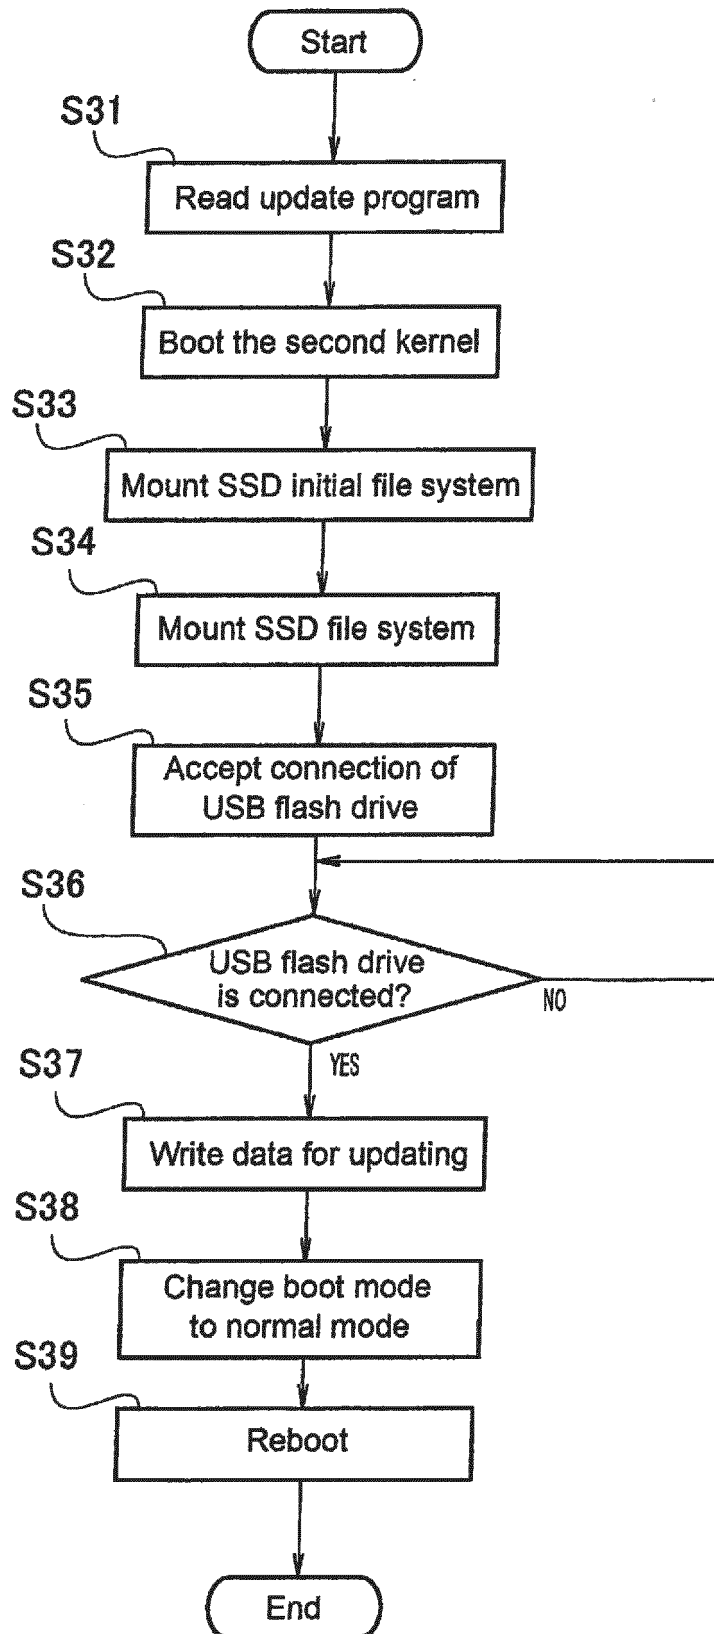 Start
S31
Read update program
S32
Boot the second kernel
S33
Mount SSD initial file system
S34
Mount SSD file system
S35
Accept connection of
USB flash drive
S36
USB flash drive
is connected?
NO
YES
S37
Write data for updating
S38
Change boot mode
to normal mode
S39
Reboot
End